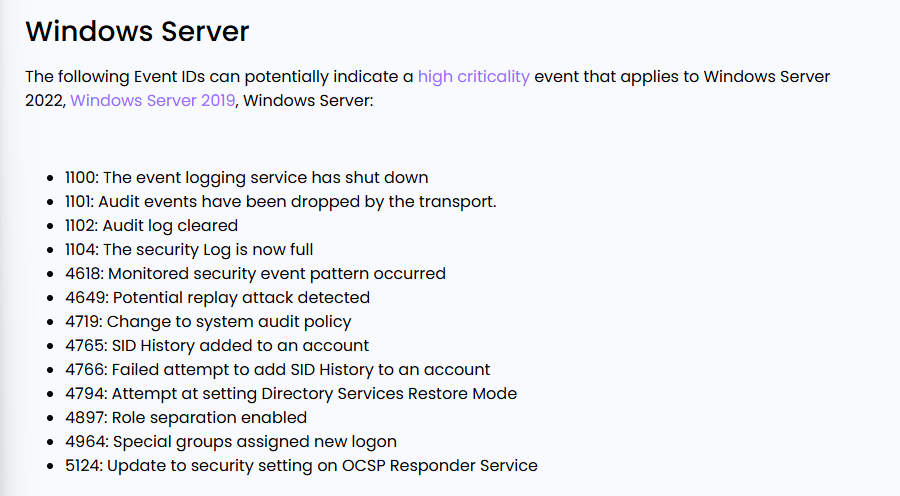 Windows Server
The following Event IDs can potentially indicate a high criticality event that applies to Windows Server
2022, Windows Server 2019, Windows Server:
1100: The event logging service has shut down
1101: Audit events have been dropped by the transport.
1102: Audit log cleared
1104: The security Log is now full
4618: Monitored security event pattern occurred
4649: Potential replay attack detected
4719: Change to system audit policy
4765: SID History added to an account
4766: Failed attempt to add SID History to an account
4794: Attempt at setting Directory Services Restore Mode
4897: Role separation enabled
4964: Special groups assigned new logon
5124: Update to security setting on OCSP Responder Service